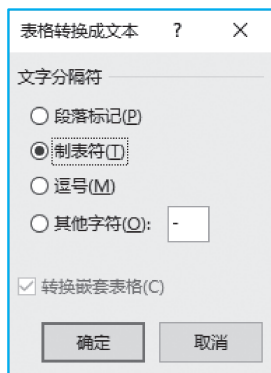 表格转换成文本 ? ×
文字分隔符
段落标记(P)
制表符(T)
逗号(M)
其他字符(O): -
转换嵌套表格(C)
确定 取消